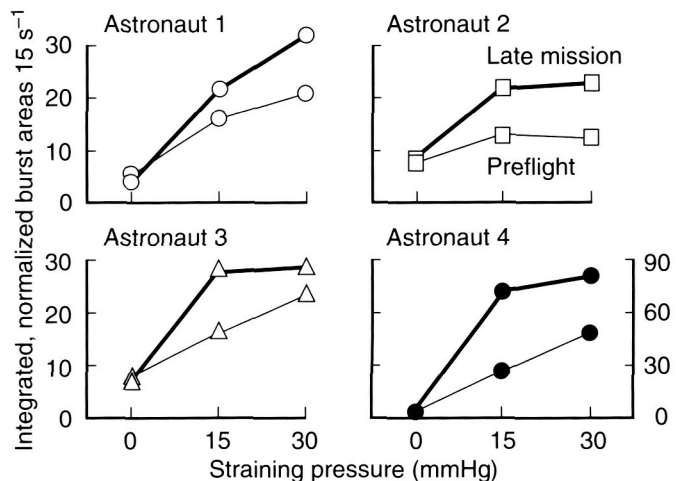 Integrated, normalized burst areas 15 s⁻¹
Astronaut 1
30
20
10
0
Astronaut 2
Late mission
Preflight
Astronaut 3
30
20
10
0
0
15
30
Astronaut 4
90
60
30
0
0
15
30
Straining pressure (mmHg)